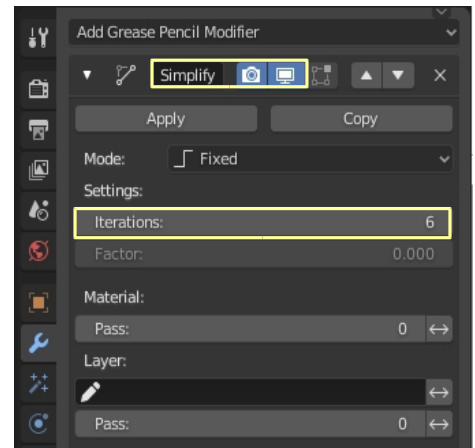 Add Grease Pencil Modifier
Simplify
Apply Copy
Mode: Fixed
Settings:
Iterations: 6
Factor: 0.000
Material:
Pass: 0
Layer:
Pass: 0